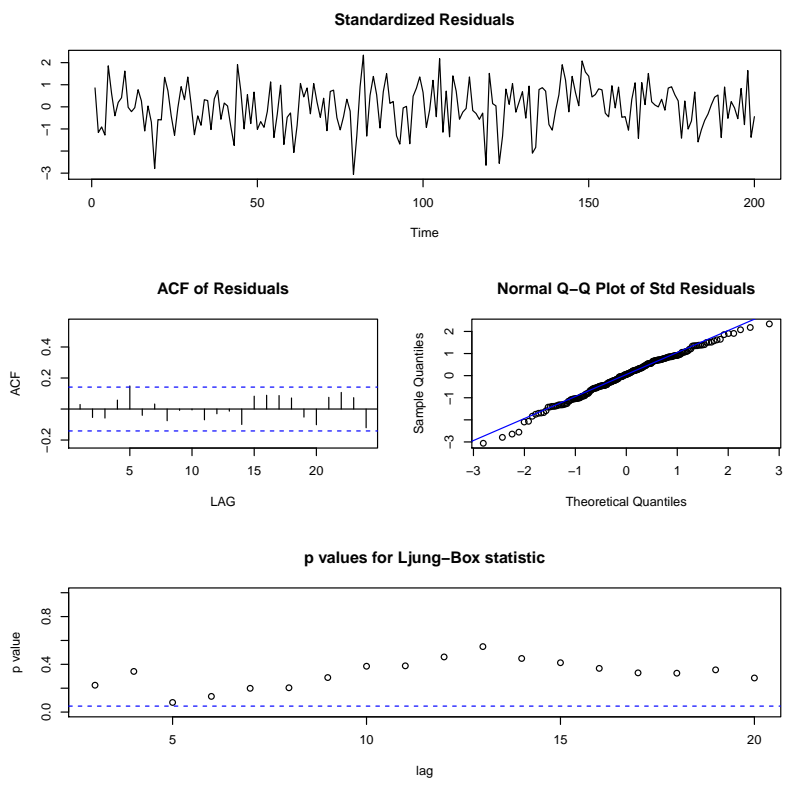 Standardized Residuals
2
1
0
−1
−3
0 50 100 150 200
Time
ACF of Residuals
0.4
0.2
−0.2
ACF
5 10 15 20
LAG
Normal Q−Q Plot of Std Residuals
2
1
0
−1
−3
Sample Quantiles
−3 −2 −1 0 1 2 3
Theoretical Quantiles
p values for Ljung−Box statistic
0.8
0.4
0.0
p value
5 10 15 20
lag